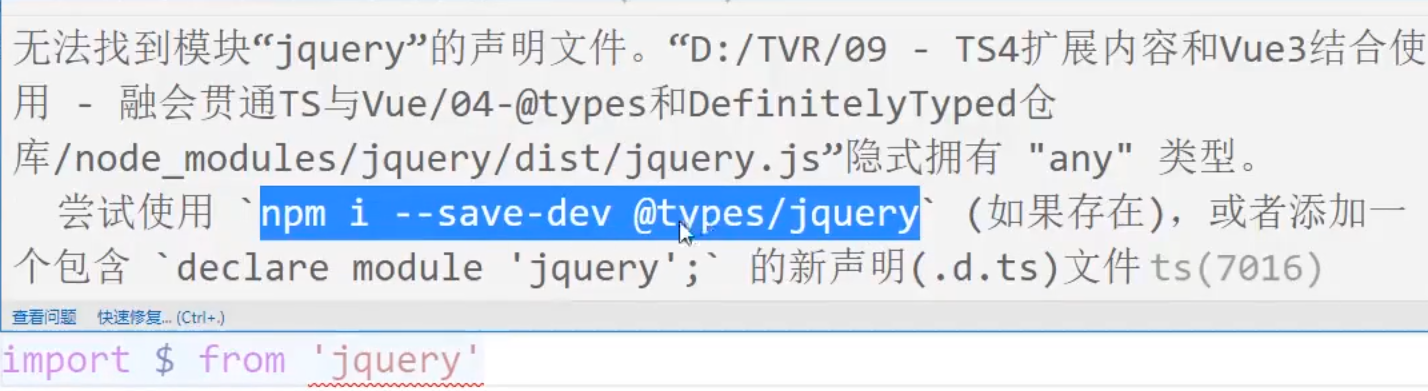 无法找到模块“jquery”的声明文件。“D:/TVR/09 - TS4扩展内容和Vue3结合使
用 - 融会贯通TS与Vue/04-@types和DefinitelyTyped仓
库/node_modules/jquery/dist/jquery.js”隐式拥有 "any" 类型。
尝试使用 `npm i --save-dev @types/jquery` (如果存在)，或者添加一
个包含 `declare module 'jquery';` 的新声明(.d.ts)文件 ts(7016)
查看问题 快速修复... (Ctrl+.)
import $ from 'jquery'